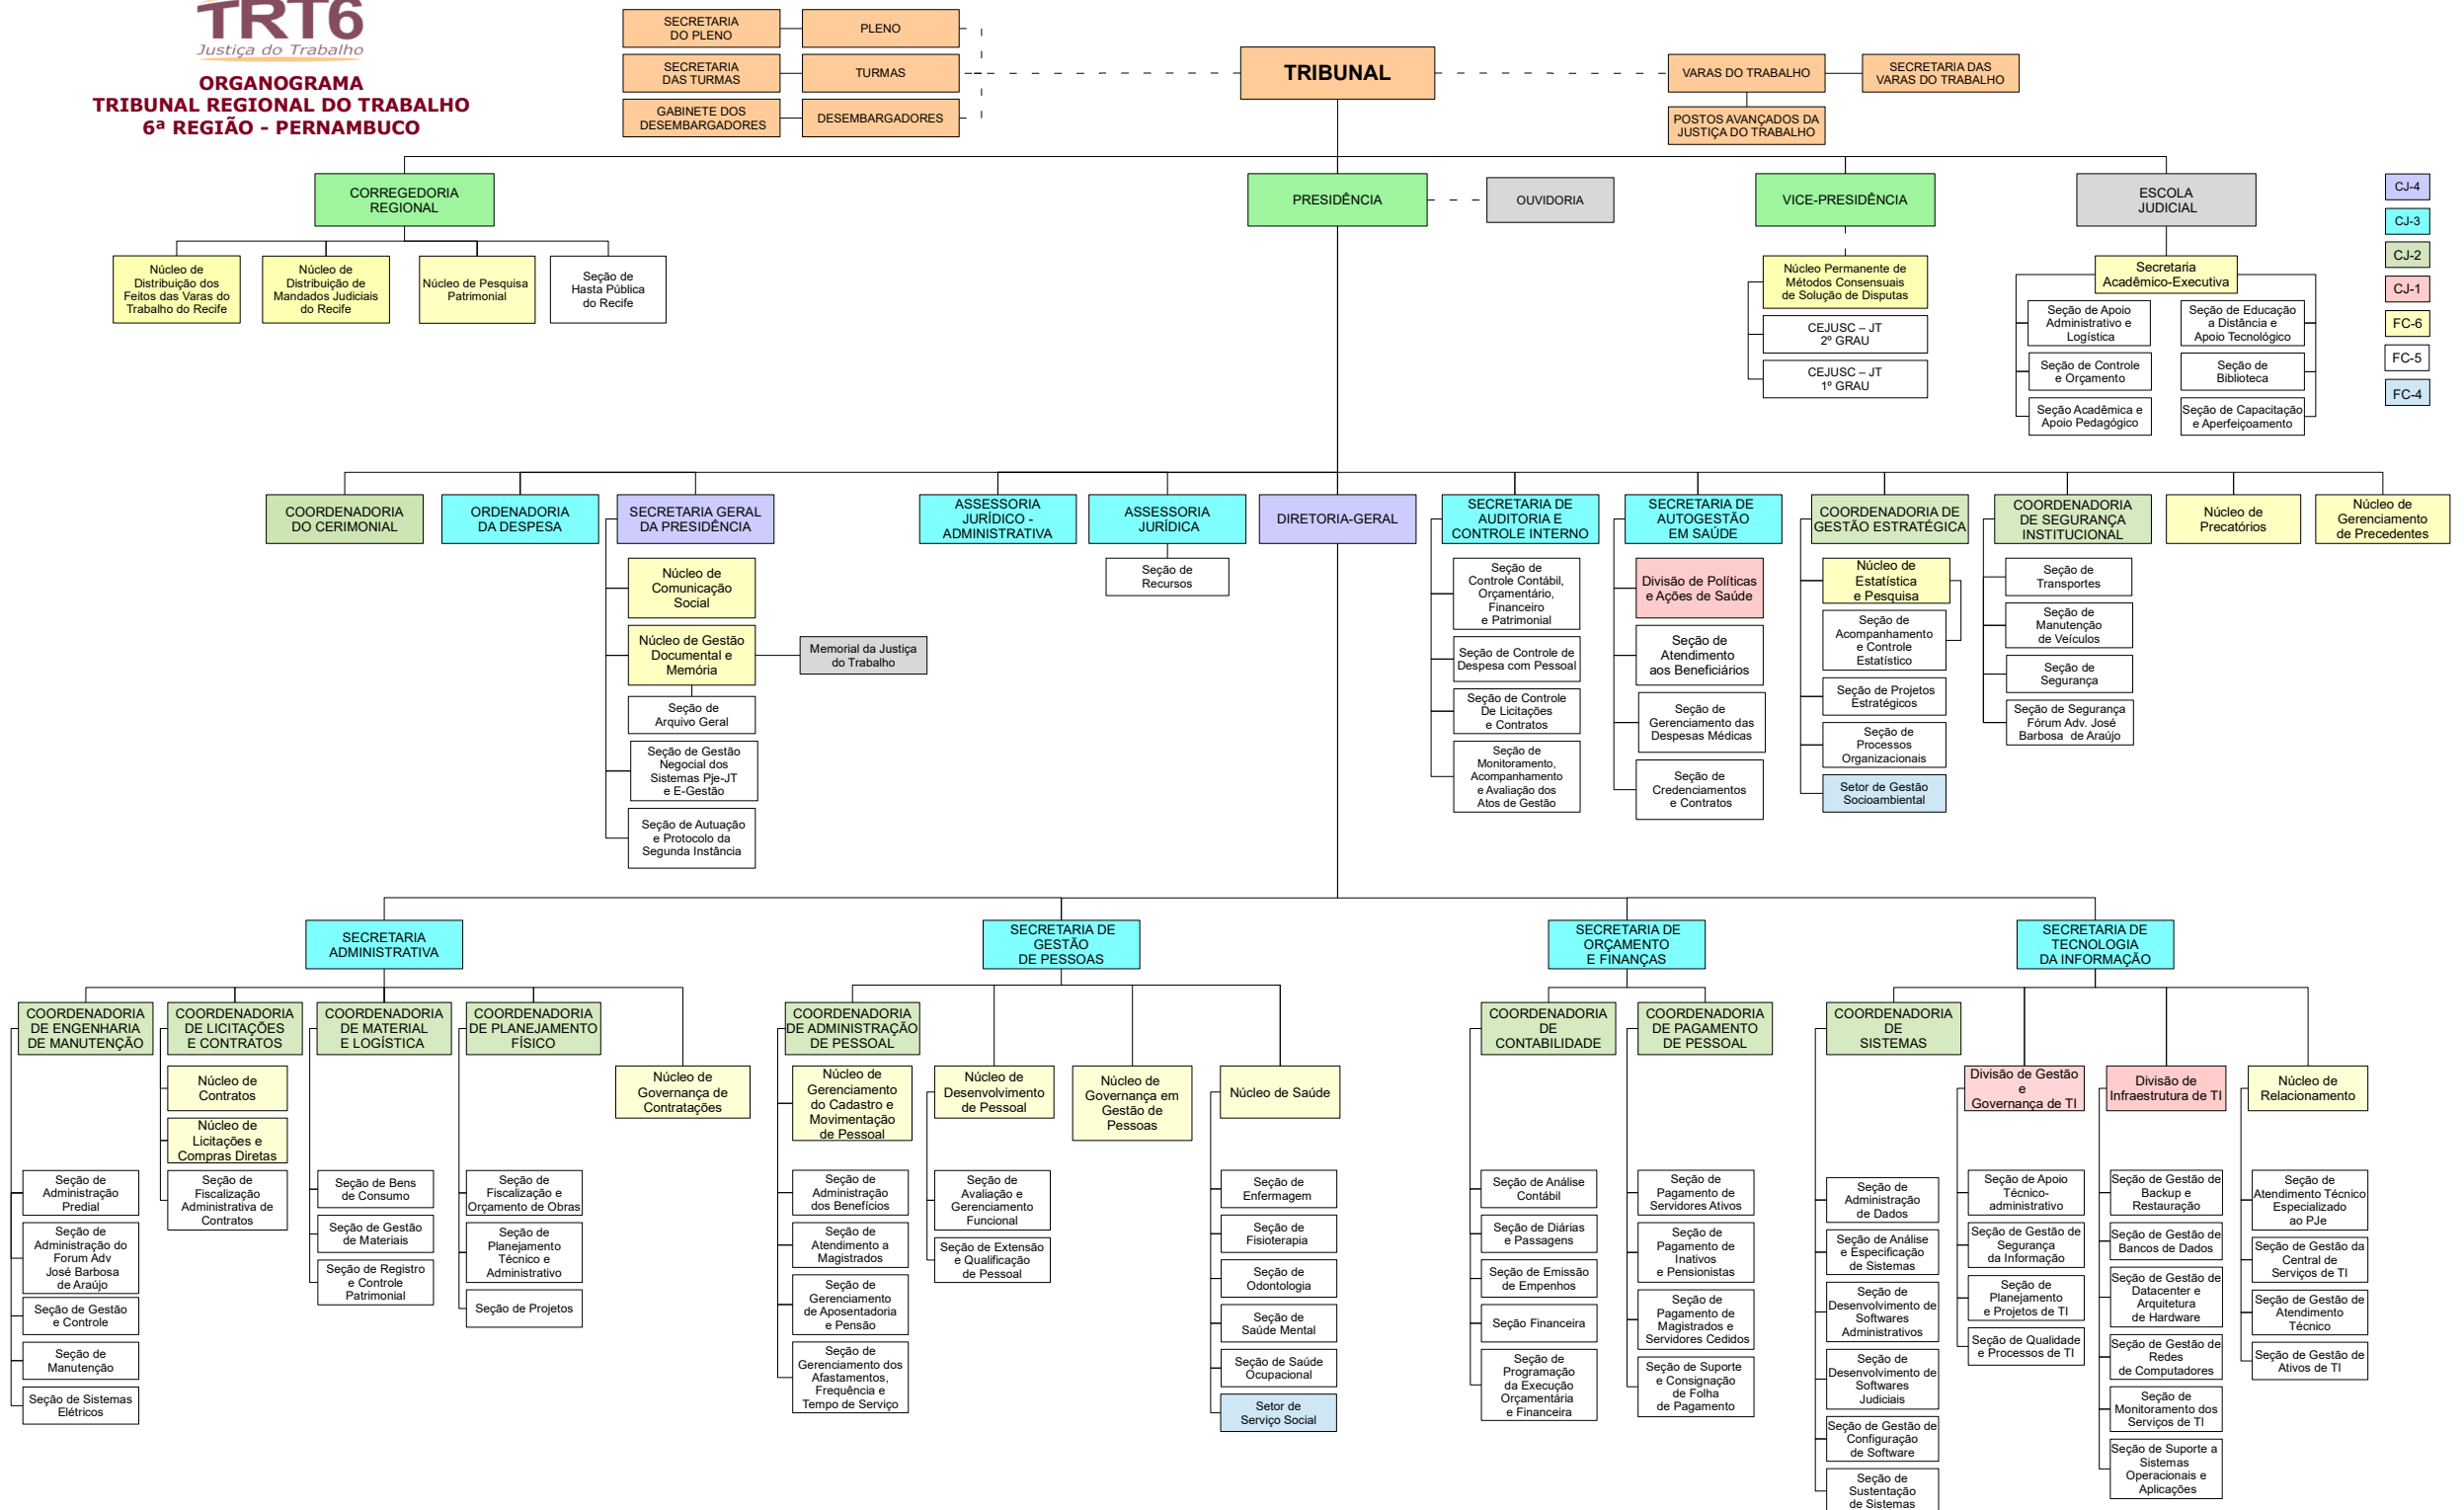 TRT6
Justiça do Trabalho
ORGANOGRAMA
TRIBUNAL REGIONAL DO TRABALHO
6ª REGIÃO - PERNAMBUCO
SECRETARIA
DO PLENO
PLENO
SECRETARIA
DAS TURMAS
TURMAS
GABINETE DOS
DESEMBARGADORES
DESEMBARGADORES
TRIBUNAL
VARAS DO TRABALHO
SECRETARIA DAS
VARAS DO TRABALHO
POSTOS AVANÇADOS DA
JUSTIÇA DO TRABALHO
CORREGEDORIA
REGIONAL
PRESIDÊNCIA
OUVIDORIA
VICE-PRESIDÊNCIA
ESCOLA
JUDICIAL
CJ-4
CJ-3
CJ-2
CJ-1
FC-6
FC-5
FC-4
Núcleo de
Distribuição dos
Feitos das Varas do
Trabalho do Recife
Núcleo de
Distribuição de
Mandados Judiciais
do Recife
Núcleo de Pesquisa
Patrimonial
Seção de
Hasta Pública
do Recife
Núcleo Permanente de
Métodos Consensuais
de Solução de Disputas
CEJUSC – JT
2º GRAU
CEJUSC – JT
1º GRAU
Secretaria
Acadêmico-Executiva
Seção de Apoio
Administrativo e
Logística
Seção de Educação
a Distância e
Apoio Tecnológico
Seção de Controle
e Orçamento
Seção de
Biblioteca
Seção Acadêmica e
Apoio Pedagógico
Seção de Capacitação
e Aperfeiçoamento
COORDENADORIA
DO CERIMONIAL
ORDENADORIA
DA DESPESA
SECRETARIA GERAL
DA PRESIDÊNCIA
ASSESSORIA
JURÍDICO -
ADMINISTRATIVA
ASSESSORIA
JURÍDICA
DIRETORIA-GERAL
SECRETARIA DE
AUDITORIA E
CONTROLE INTERNO
SECRETARIA DE
AUTOGESTÃO
EM SAÚDE
COORDENADORIA DE
GESTÃO ESTRATÉGICA
COORDENADORIA
DE SEGURANÇA
INSTITUCIONAL
Núcleo de
Precatórios
Núcleo de
Gerenciamento
de Precedentes
Núcleo de
Comunicação
Social
Núcleo de Gestão
Documental e
Memória
Memorial da Justiça
do Trabalho
Seção de
Arquivo Geral
Seção de Gestão
Negocial dos
Sistemas Pje-JT
e E-Gestão
Seção de Autuação
e Protocolo da
Segunda Instância
Seção de
Recursos
Seção de
Controle Contábil,
Orçamentário,
Financeiro
e Patrimonial
Seção de Controle de
Despesa com Pessoal
Seção de Controle
De Licitações
e Contratos
Seção de
Monitoramento,
Acompanhamento
e Avaliação dos
Atos de Gestão
Divisão de Políticas
e Ações de Saúde
Seção de
Atendimento
aos Beneficiários
Seção de
Gerenciamento das
Despesas Médicas
Seção de
Credenciamentos
e Contratos
Núcleo de
Estatística
e Pesquisa
Seção de
Acompanhamento
e Controle
Estatístico
Seção de Projetos
Estratégicos
Seção de
Processos
Organizacionais
Setor de Gestão
Socioambiental
Seção de
Transportes
Seção de
Manutenção
de Veículos
Seção de
Segurança
Seção de Segurança
Fórum Adv. José
Barbosa de Araújo
SECRETARIA
ADMINISTRATIVA
SECRETARIA DE
GESTÃO
DE PESSOAS
SECRETARIA DE
ORÇAMENTO
E FINANÇAS
SECRETARIA DE
TECNOLOGIA
DA INFORMAÇÃO
COORDENADORIA
DE ENGENHARIA
DE MANUTENÇÃO
COORDENADORIA
DE LICITAÇÕES
E CONTRATOS
COORDENADORIA
DE MATERIAL
E LOGÍSTICA
COORDENADORIA
DE PLANEJAMENTO
FÍSICO
Núcleo de
Governança de
Contratações
Núcleo de
Contratos
Núcleo de
Licitações e
Compras Diretas
Seção de
Administração
Predial
Seção de
Administração do
Forum Adv
José Barbosa
de Araújo
Seção de Gestão
e Controle
Seção de
Manutenção
Seção de Sistemas
Elétricos
Seção de
Fiscalização
Administrativa de
Contratos
Seção de Bens
de Consumo
Seção de Gestão
de Materiais
Seção de Registro
e Controle
Patrimonial
Seção de
Fiscalização e
Orçamento de Obras
Seção de
Planejamento
Técnico e
Administrativo
Seção de Projetos
COORDENADORIA
DE ADMINISTRAÇÃO
DE PESSOAL
Núcleo de
Gerenciamento
do Cadastro e
Movimentação
de Pessoal
Núcleo de
Desenvolvimento
de Pessoal
Núcleo de
Governança em
Gestão de
Pessoas
Núcleo de Saúde
Seção de
Administração
dos Benefícios
Seção de
Atendimento a
Magistrados
Seção de
Gerenciamento
de Aposentadoria
e Pensão
Seção de
Gerenciamento dos
Afastamentos,
Frequência e
Tempo de Serviço
Seção de
Avaliação e
Gerenciamento
Funcional
Seção de Extensão
e Qualificação
de Pessoal
Seção de
Enfermagem
Seção de
Fisioterapia
Seção de
Odontologia
Seção de
Saúde Mental
Seção de Saúde
Ocupacional
Setor de
Serviço Social
COORDENADORIA
DE
CONTABILIDADE
COORDENADORIA
DE PAGAMENTO
DE PESSOAL
Seção de Análise
Contábil
Seção de Diárias
e Passagens
Seção de Emissão
de Empenhos
Seção Financeira
Seção de
Programação
da Execução
Orçamentária
e Financeira
Seção de
Pagamento de
Servidores Ativos
Seção de
Pagamento de
Inativos
e Pensionistas
Seção de
Pagamento de
Magistrados e
Servidores Cedidos
Seção de Suporte
e Consignação
de Folha
de Pagamento
COORDENADORIA
DE
SISTEMAS
Divisão de Gestão
e
Governança de TI
Divisão de
Infraestrutura de TI
Núcleo de
Relacionamento
Seção de
Administração
de Dados
Seção de Análise
e Especificação
de Sistemas
Seção de
Desenvolvimento de
Softwares
Administrativos
Seção de
Desenvolvimento de
Softwares
Judiciais
Seção de Gestão de
Configuração
de Software
Seção de
Sustentação
de Sistemas
Seção de Apoio
Técnico-
administrativo
Seção de Gestão de
Segurança
da Informação
Seção de
Planejamento
e Projetos de TI
Seção de Qualidade
e Processos de TI
Seção de Gestão de
Backup e
Restauração
Seção de Gestão de
Bancos de Dados
Seção de Gestão de
Datacenter e
Arquitetura
de Hardware
Seção de Gestão de
Redes
de Computadores
Seção de
Monitoramento dos
Serviços de TI
Seção de Suporte a
Sistemas
Operacionais e
Aplicações
Seção de
Atendimento Técnico
Especializado
ao PJe
Seção de Gestão da
Central de
Serviços de TI
Seção de Gestão de
Atendimento
Técnico
Seção de Gestão de
Ativos de TI